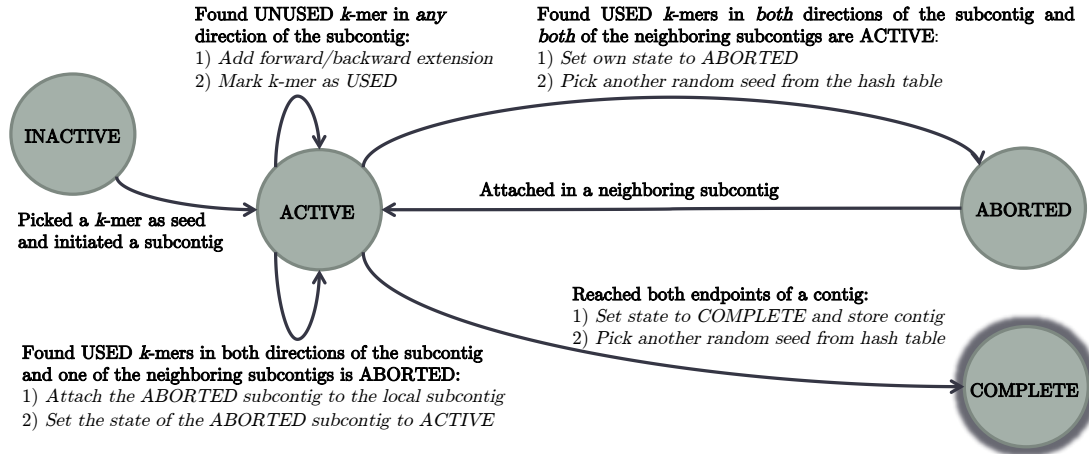 Found UNUSED k-mer in any
direction of the subcontig:
1) Add forward/backward extension
2) Mark k-mer as USED
Found USED k-mers in both directions of the subcontig and
both of the neighboring subcontigs are ACTIVE:
1) Set own state to ABORTED
2) Pick another random seed from the hash table
INACTIVE
Picked a k-mer as seed
and initiated a subcontig
ACTIVE
Attached in a neighboring subcontig
ABORTED
Reached both endpoints of a contig:
1) Set state to COMPLETE and store contig
2) Pick another random seed from hash table
Found USED k-mers in both directions of the subcontig
and one of the neighboring subcontigs is ABORTED:
1) Attach the ABORTED subcontig to the local subcontig
2) Set the state of the ABORTED subcontig to ACTIVE
COMPLETE